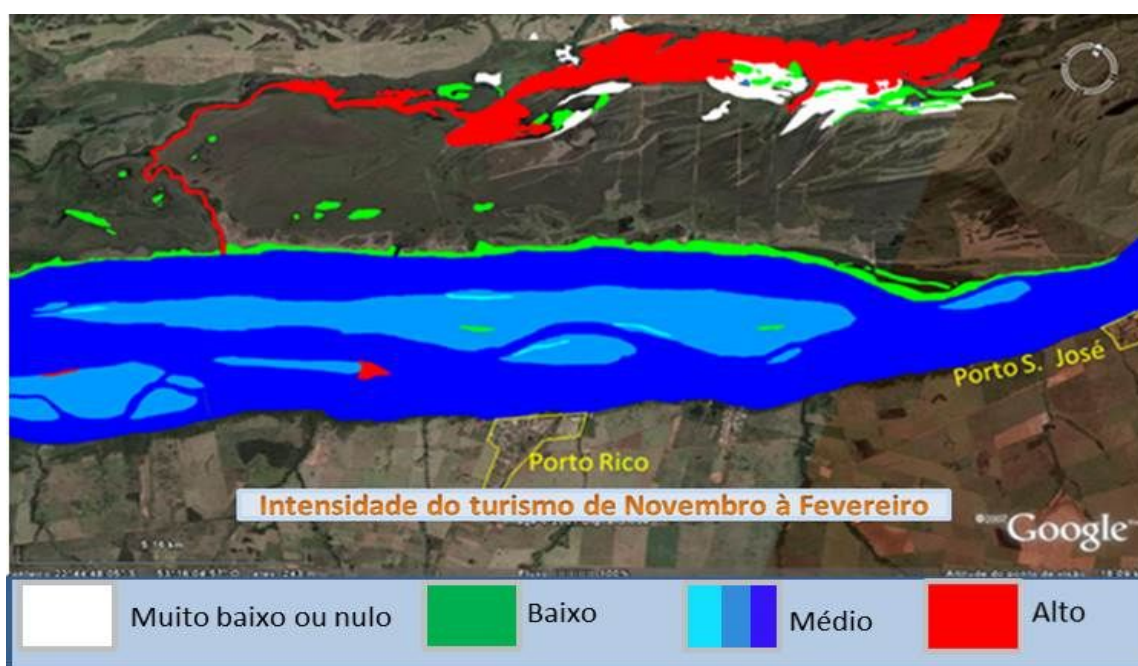 Porto S. José
Porto Rico
Intensidade do turismo de Novembro à Fevereiro
Google
Muito baixo ou nulo
Baixo
Médio
Alto